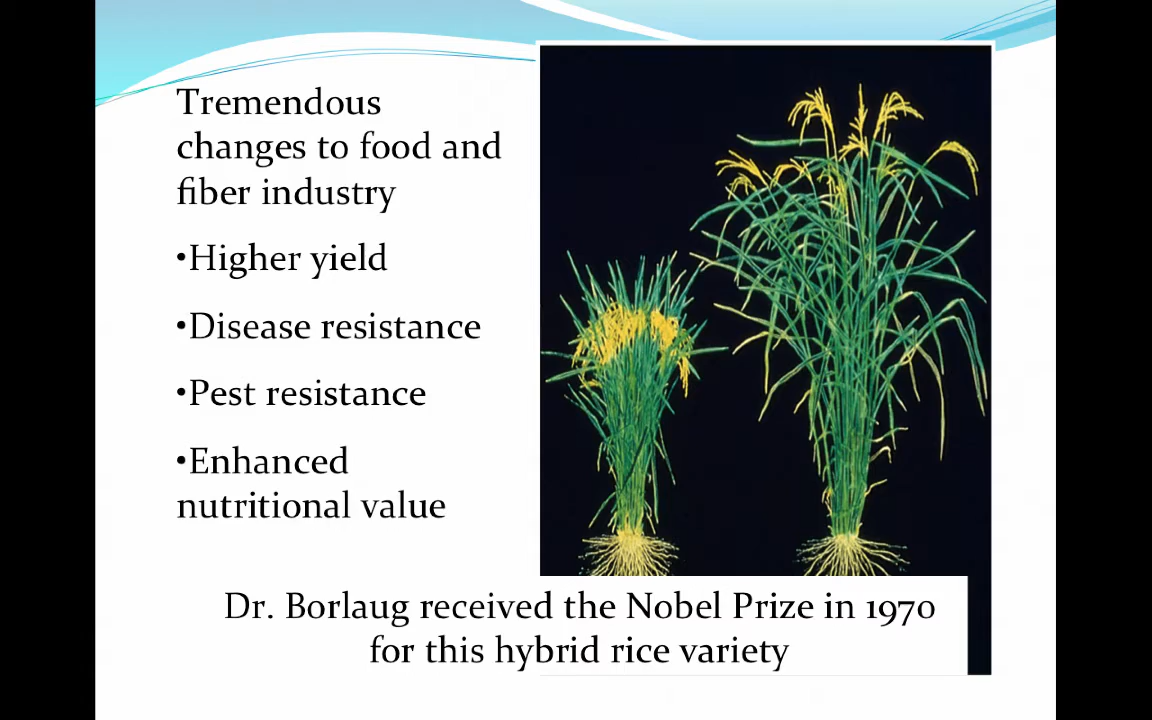 Tremendous
changes to food and
fiber industry
•Higher yield
•Disease resistance
•Pest resistance
•Enhanced
nutritional value
Dr. Borlaug received the Nobel Prize in 1970
for this hybrid rice variety